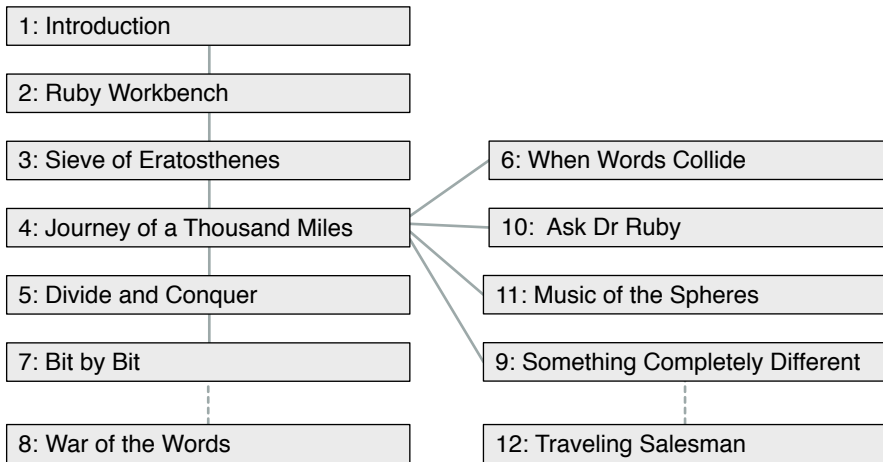 1: Introduction
2: Ruby Workbench
3: Sieve of Eratosthenes
6: When Words Collide
4: Journey of a Thousand Miles
10:  Ask Dr Ruby
5: Divide and Conquer
11: Music of the Spheres
7: Bit by Bit
9: Something Completely Different
8: War of the Words
12: Traveling Salesman